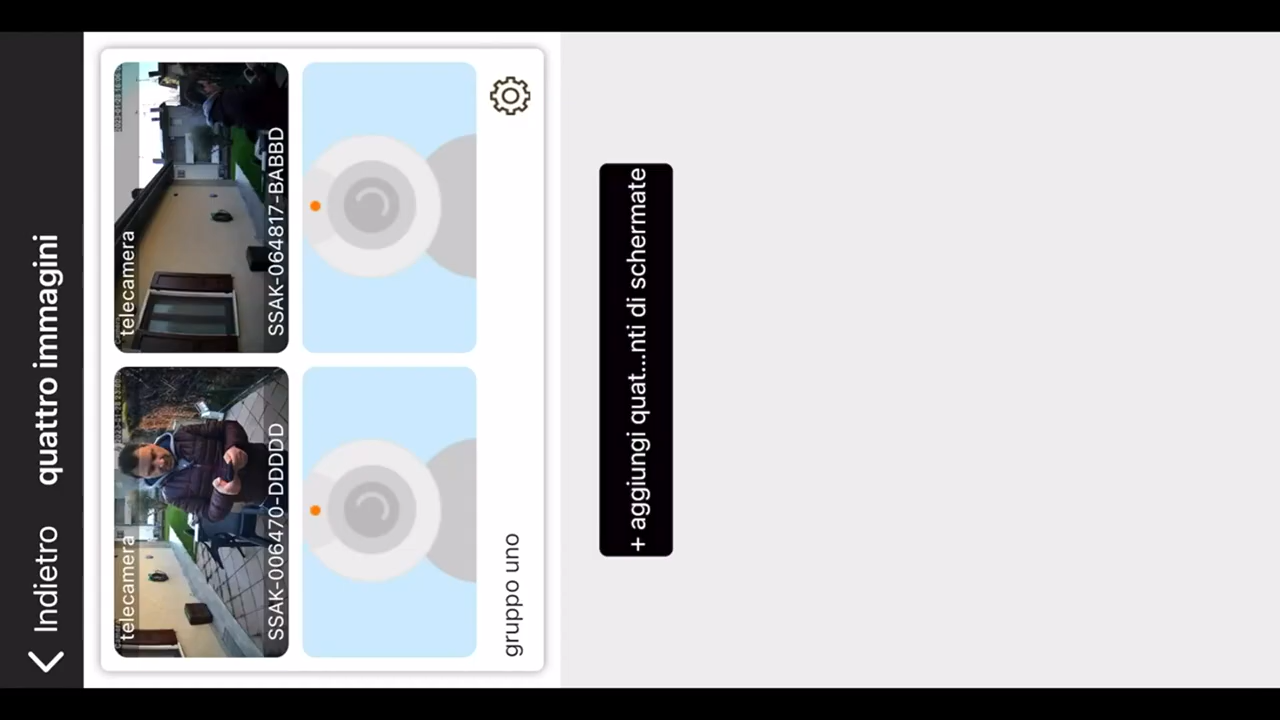 Indietro
quattro immagini
telecamera
SSAK-006470-DDDDD
telecamera
SSAK-064817-BABBD
gruppo uno
+ aggiungi quat...nti di schermate